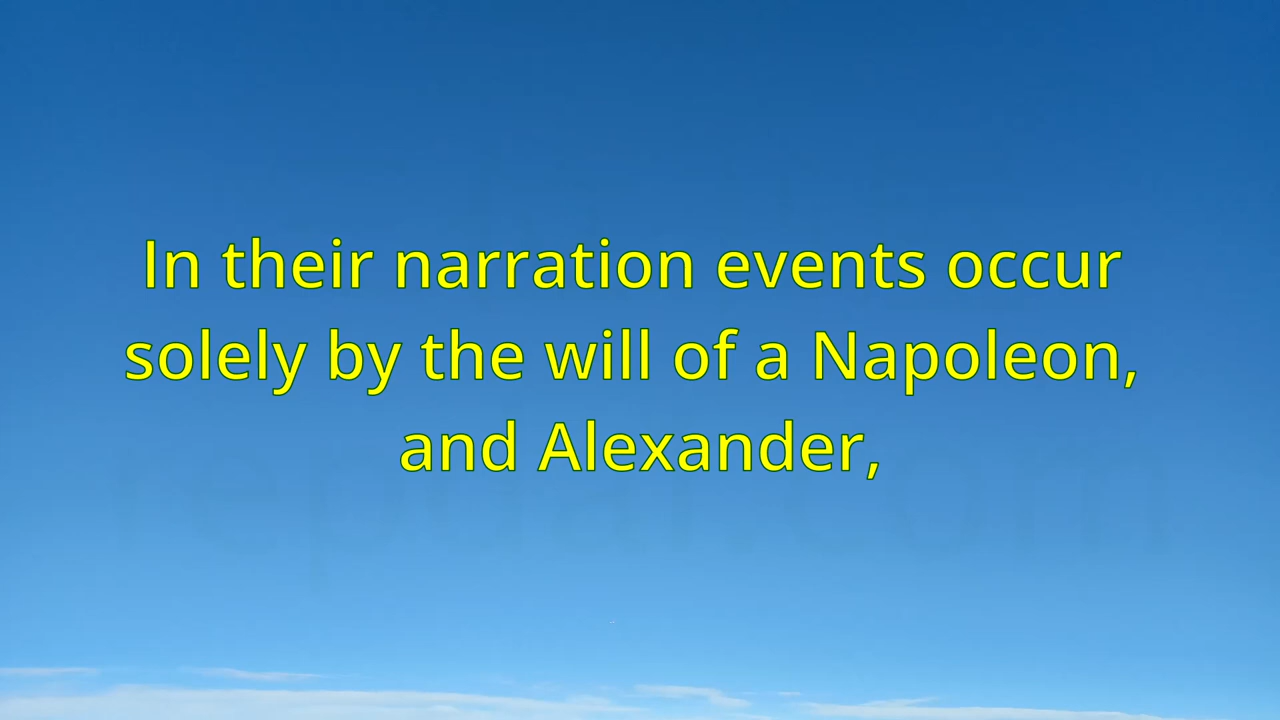 In their narration events occur
solely by the will of a Napoleon,
and Alexander,